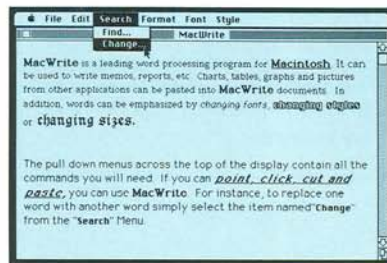 File Edit Search Format Font Style
Find...
Change...
MacWrite
MacWrite is a leading word processing program for Macintosh. It can
be used to write memos, reports, etc. Charts, tables, graphs and pictures
from other applications can be pasted into MacWrite documents. In
addition, words can be emphasized by changing fonts, changing styles
or changing sizes.
The pull down menus across the top of the display contain all the
commands you will need. If you can point, click, cut and
paste, you can use MacWrite. For instance, to replace one
word with another word simply select the item named "Change"
from the "Search" Menu.